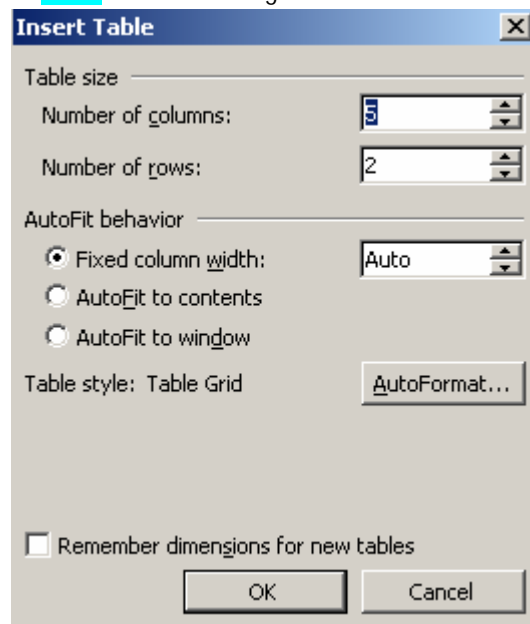 Insert Table
Table size
Number of columns: 5
Number of rows: 2
AutoFit behavior
Fixed column width: Auto
AutoFit to contents
AutoFit to window
Table style: Table Grid AutoFormat...
Remember dimensions for new tables
OK Cancel